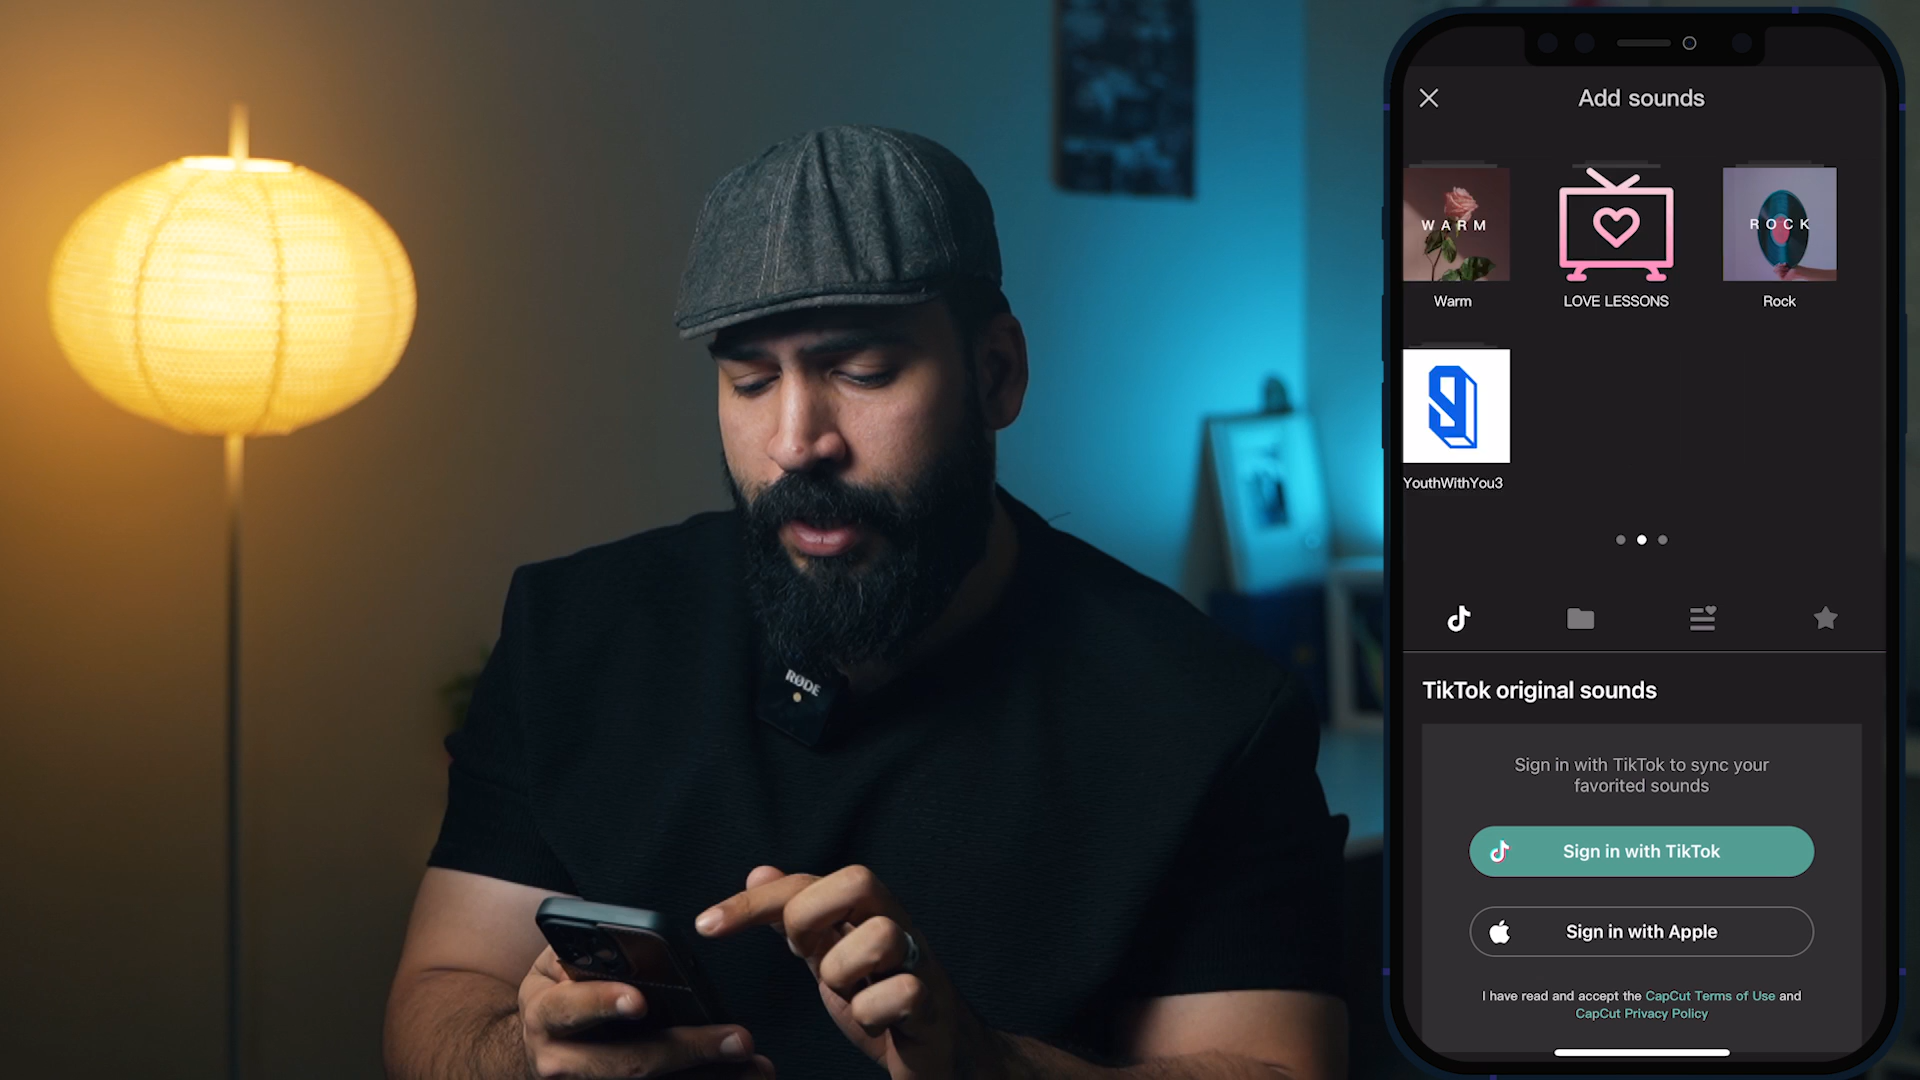 Add sounds
WARM
ROCK
Warm
LOVE LESSONS
Rock
YouthWithYou3
TikTok original sounds
Sign in with TikTok to sync your
favorited sounds
Sign in with TikTok
Sign in with Apple
I have read and accept the CapCut Terms of Use and
CapCut Privacy Policy
RØDE